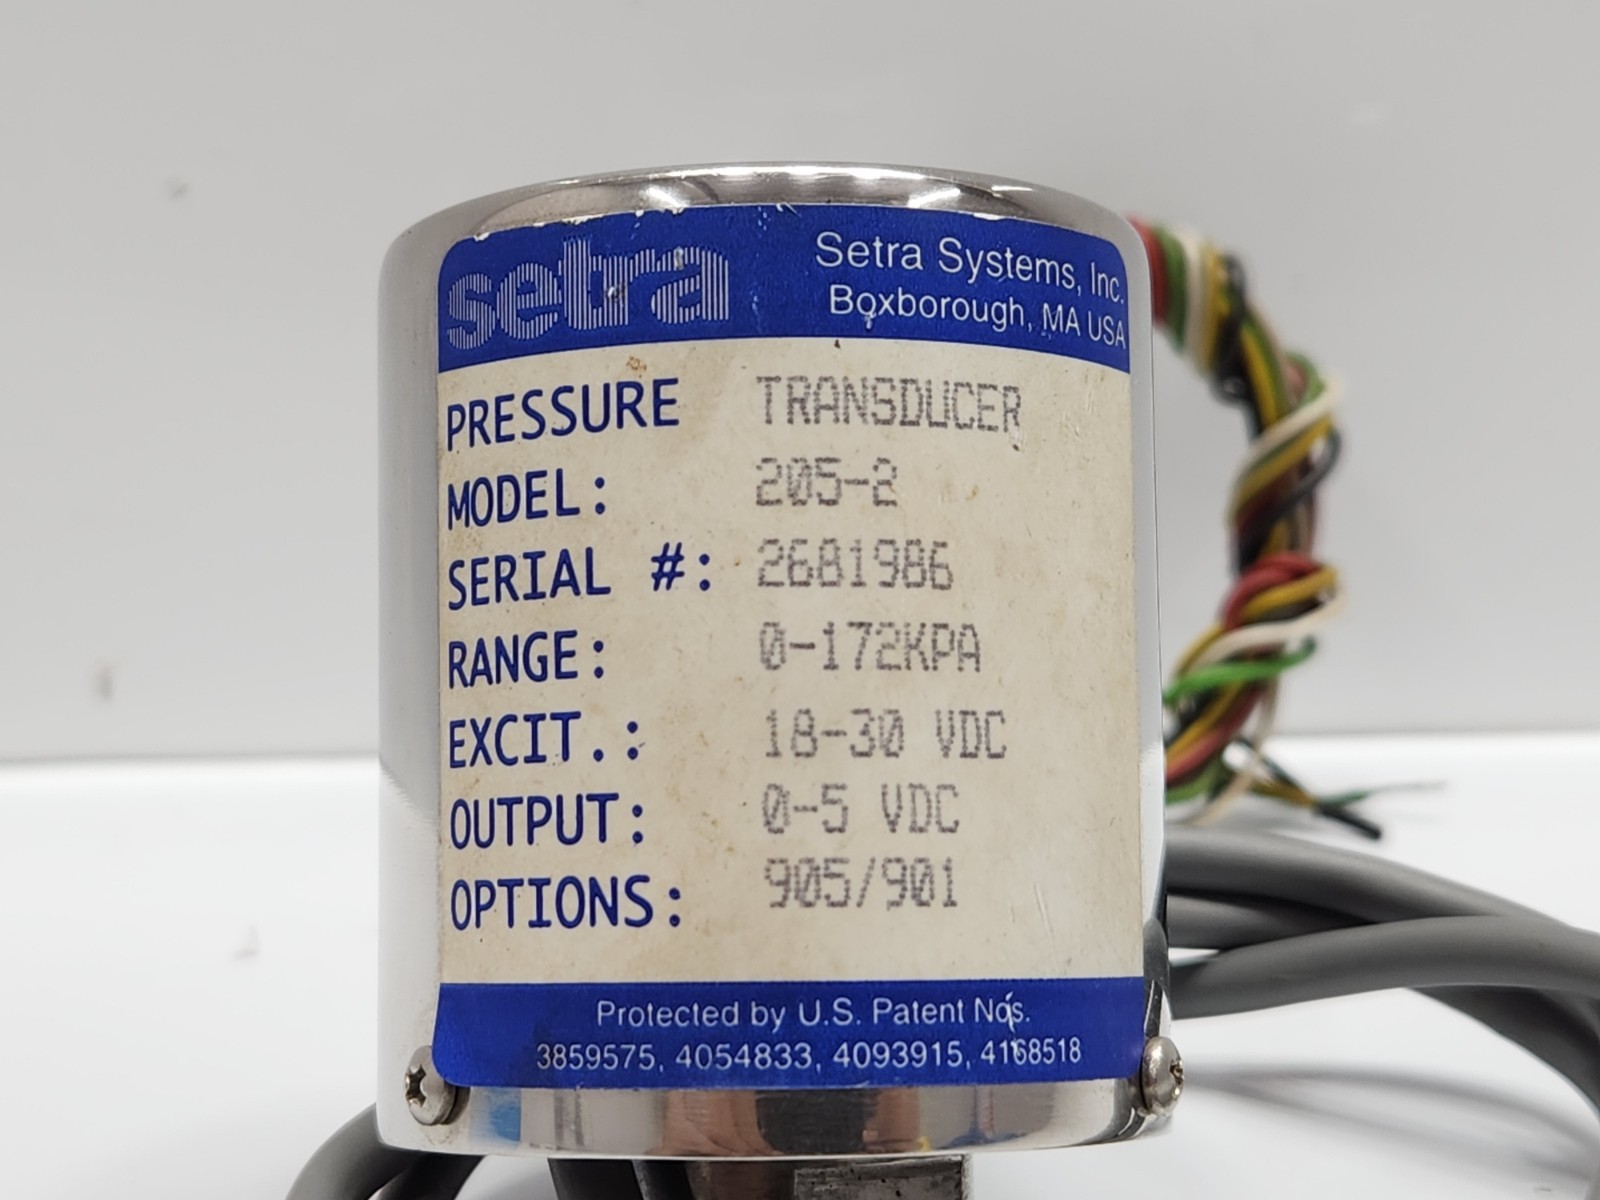 setra Setra Systems, Inc.
Boxborough, MA USA
PRESSURE TRANSDUCER
MODEL: 205-2
SERIAL #: 2681986
RANGE: 0-172KPA
EXCIT.: 18-30 VDC
OUTPUT: 0-5 VDC
OPTIONS: 905/901
Protected by U.S. Patent Nos.
3859575, 4054833, 4093915, 4168518